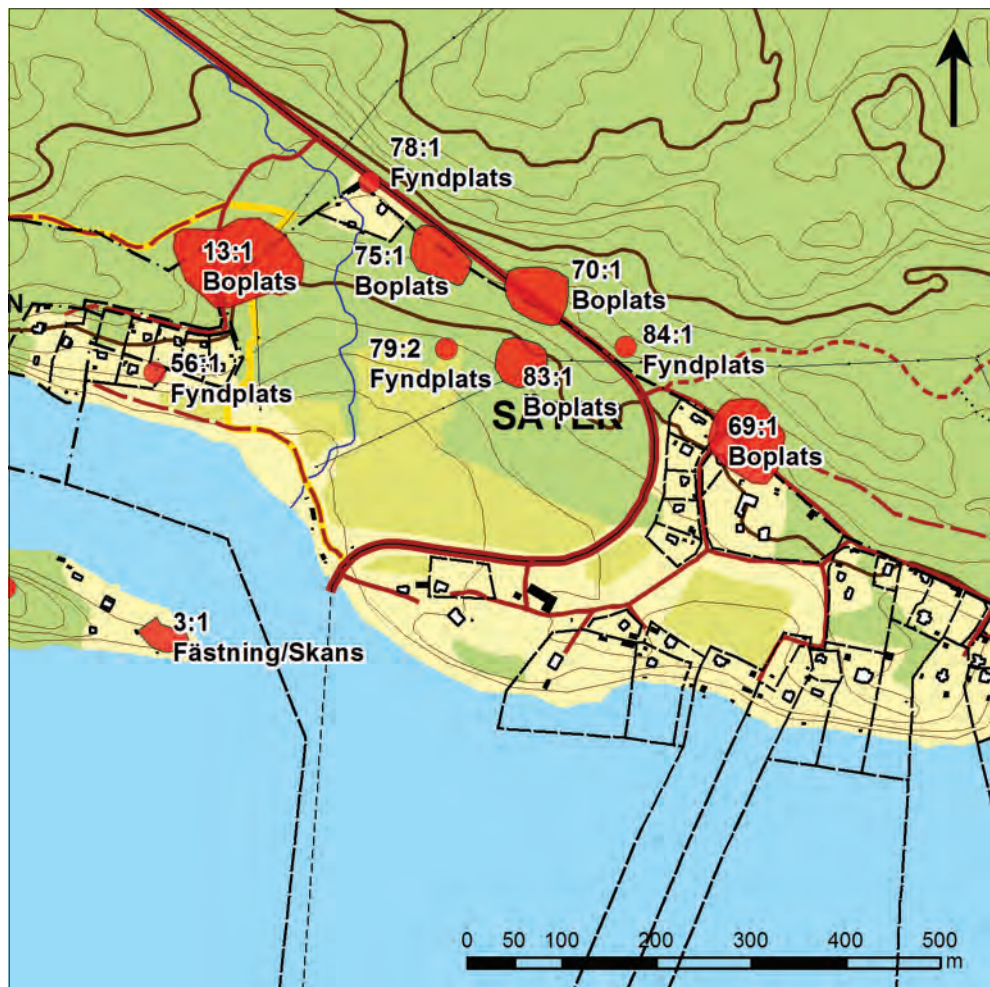 78:1
Fyndplats
13:1
Boplats
75:1
Boplats
70:1
Boplats
N
56:1
Fyndplats
79:2
Fyndplats
83:1
Boplats
84:1
Fyndplats
SÄTER
69:1
Boplats
3:1
Fästning/Skans
0 50 100 200 300 400 500
m